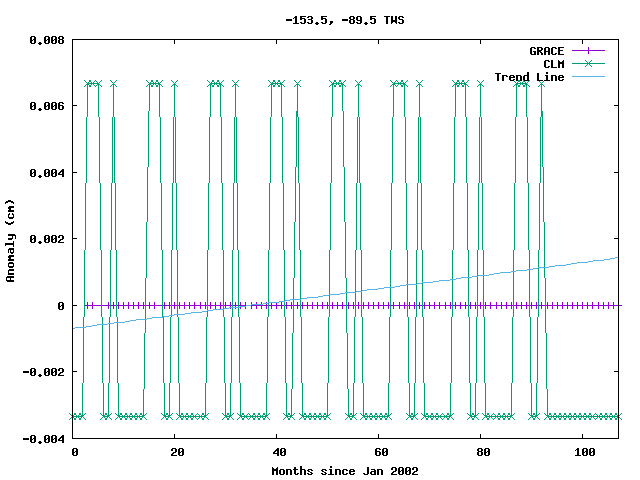 -153.5, -89.5 TWS
0.008
0.006
0.004
0.002
0
-0.002
-0.004
Anomaly (cm)
GRACE
CLM
Trend Line
0 20 40 60 80 100
Months since Jan 2002